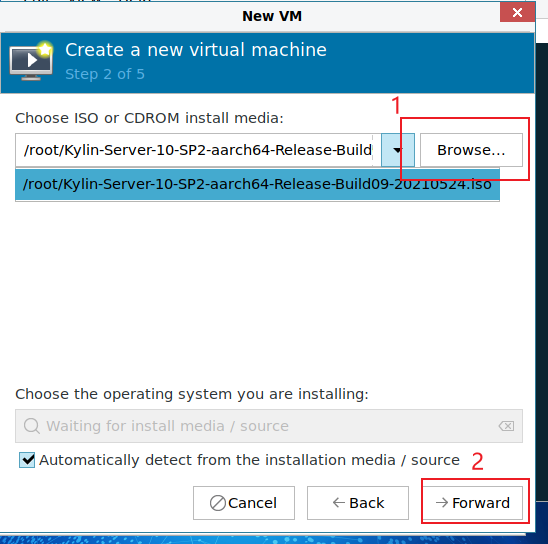 New VM
Create a new virtual machine
Step 2 of 5
1
Choose ISO or CDROM install media:
/root/Kylin-Server-10-SP2-aarch64-Release-Build Browse...
/root/Kylin-Server-10-SP2-aarch64-Release-Build09-20210524.iso
Choose the operating system you are installing:
Waiting for install media / source
Automatically detect from the installation media / source 2
Cancel Back Forward